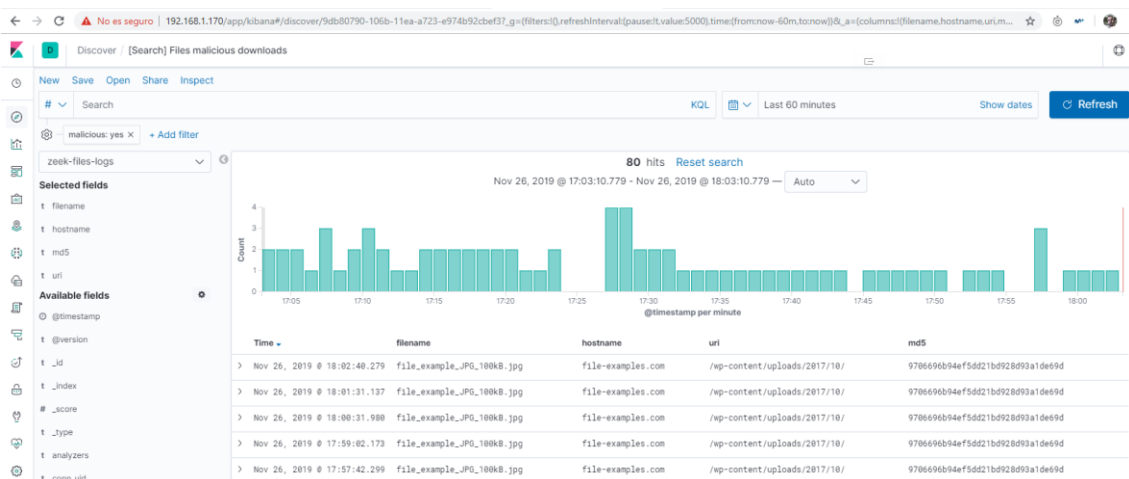 No es seguro | 192.168.1.170/app/kibana#/discover/9db80790-106b-11ea-a723-e974b92cbef3?_g=(filters:!(),refreshInterval:(pause:!t,value:5000),time:(from:now-60m,to:now))&_a=(columns:!(filename,hostname,uri,m...
D Discover / [Search] Files malicious downloads
New Save Open Share Inspect
# Search KQL Last 60 minutes Show dates Refresh
malicious: yes × + Add filter
zeek-files-logs
80 hits Reset search
Selected fields
Nov 26, 2019 @ 17:03:10.779 - Nov 26, 2019 @ 18:03:10.779 — Auto
t filename
t hostname
t md5
t uri
Available fields
@timestamp
t @version
t _id
t _index
# _score
t _type
t analyzers
t conn_uid
Count
4
3
2
1
0
17:05 17:10 17:15 17:20 17:25 17:30 17:35 17:40 17:45 17:50 17:55 18:00
@timestamp per minute
Time filename hostname uri md5
> Nov 26, 2019 @ 18:02:40.279 file_example_JPG_100kB.jpg file-examples.com /wp-content/uploads/2017/10/ 9706696b94ef5dd21bd928d93a1de69d
> Nov 26, 2019 @ 18:01:31.137 file_example_JPG_100kB.jpg file-examples.com /wp-content/uploads/2017/10/ 9706696b94ef5dd21bd928d93a1de69d
> Nov 26, 2019 @ 18:00:31.980 file_example_JPG_100kB.jpg file-examples.com /wp-content/uploads/2017/10/ 9706696b94ef5dd21bd928d93a1de69d
> Nov 26, 2019 @ 17:59:02.173 file_example_JPG_100kB.jpg file-examples.com /wp-content/uploads/2017/10/ 9706696b94ef5dd21bd928d93a1de69d
> Nov 26, 2019 @ 17:57:42.299 file_example_JPG_100kB.jpg file-examples.com /wp-content/uploads/2017/10/ 9706696b94ef5dd21bd928d93a1de69d